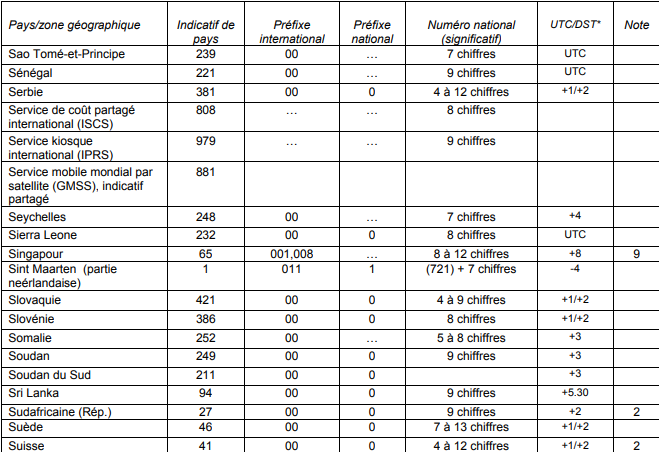 Pays/zone géographique Indicatif de pays Préfixe international Préfixe national Numéro national (significatif) UTC/DST* Note
Sao Tomé-et-Principe 239 00 … 7 chiffres UTC
Sénégal 221 00 … 9 chiffres UTC
Serbie 381 00 0 4 à 12 chiffres +1/+2
Service de coût partagé 808 … … 8 chiffres
international (ISCS)
Service kiosque 979 … … 9 chiffres
international (IPRS)
Service mobile mondial par 881
satellite (GMSS), indicatif
partagé
Seychelles 248 00 … 7 chiffres +4
Sierra Leone 232 00 0 8 chiffres UTC
Singapour 65 001,008 … 8 à 12 chiffres +8 9
Sint Maarten (partie 1 011 1 (721) + 7 chiffres -4
neérlandaise)
Slovaquie 421 00 0 4 à 9 chiffres +1/+2
Slovénie 386 00 0 8 chiffres +1/+2
Somalie 252 00 … 5 à 8 chiffres +3
Soudan 249 00 0 9 chiffres +3
Soudan du Sud 211 00 0 +3
Sri Lanka 94 00 0 9 chiffres +5.30
Sudafricaine (Rép.) 27 00 0 9 chiffres +2 2
Suède 46 00 0 7 à 13 chiffres +1/+2
Suisse 41 00 0 4 à 12 chiffres +1/+2 2